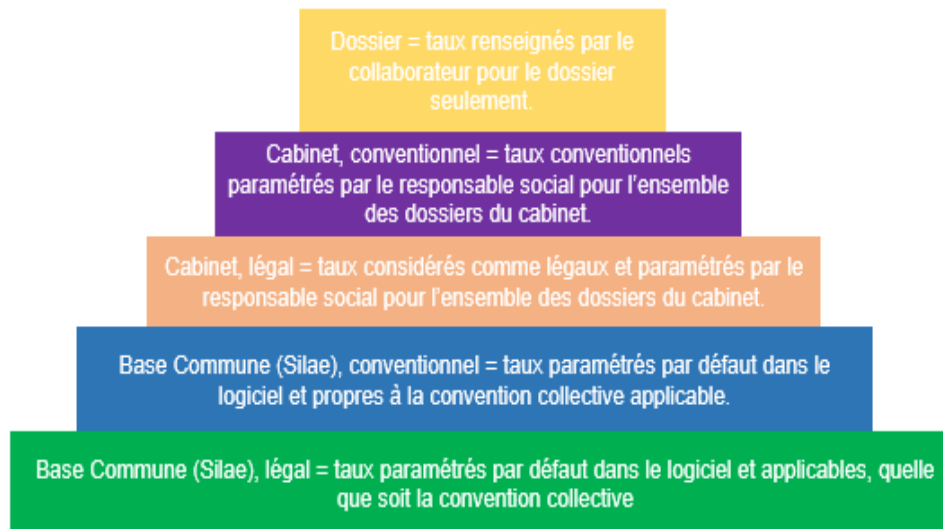 Dossier = taux renseignés par le
collaborateur pour le dossier
seulement.
Cabinet, conventionnel = taux conventionnels
paramétrés par le responsable social pour l'ensemble
des dossiers du cabinet.
Cabinet, légal = taux considérés comme légaux et paramétrés par le
responsable social pour l'ensemble des dossiers du cabinet.
Base Commune (Silae), conventionnel = taux paramétrés par défaut dans le
logiciel et propres à la convention collective applicable.
Base Commune (Silae), légal = taux paramétrés par défaut dans le logiciel et applicables, quelle
que soit la convention collective